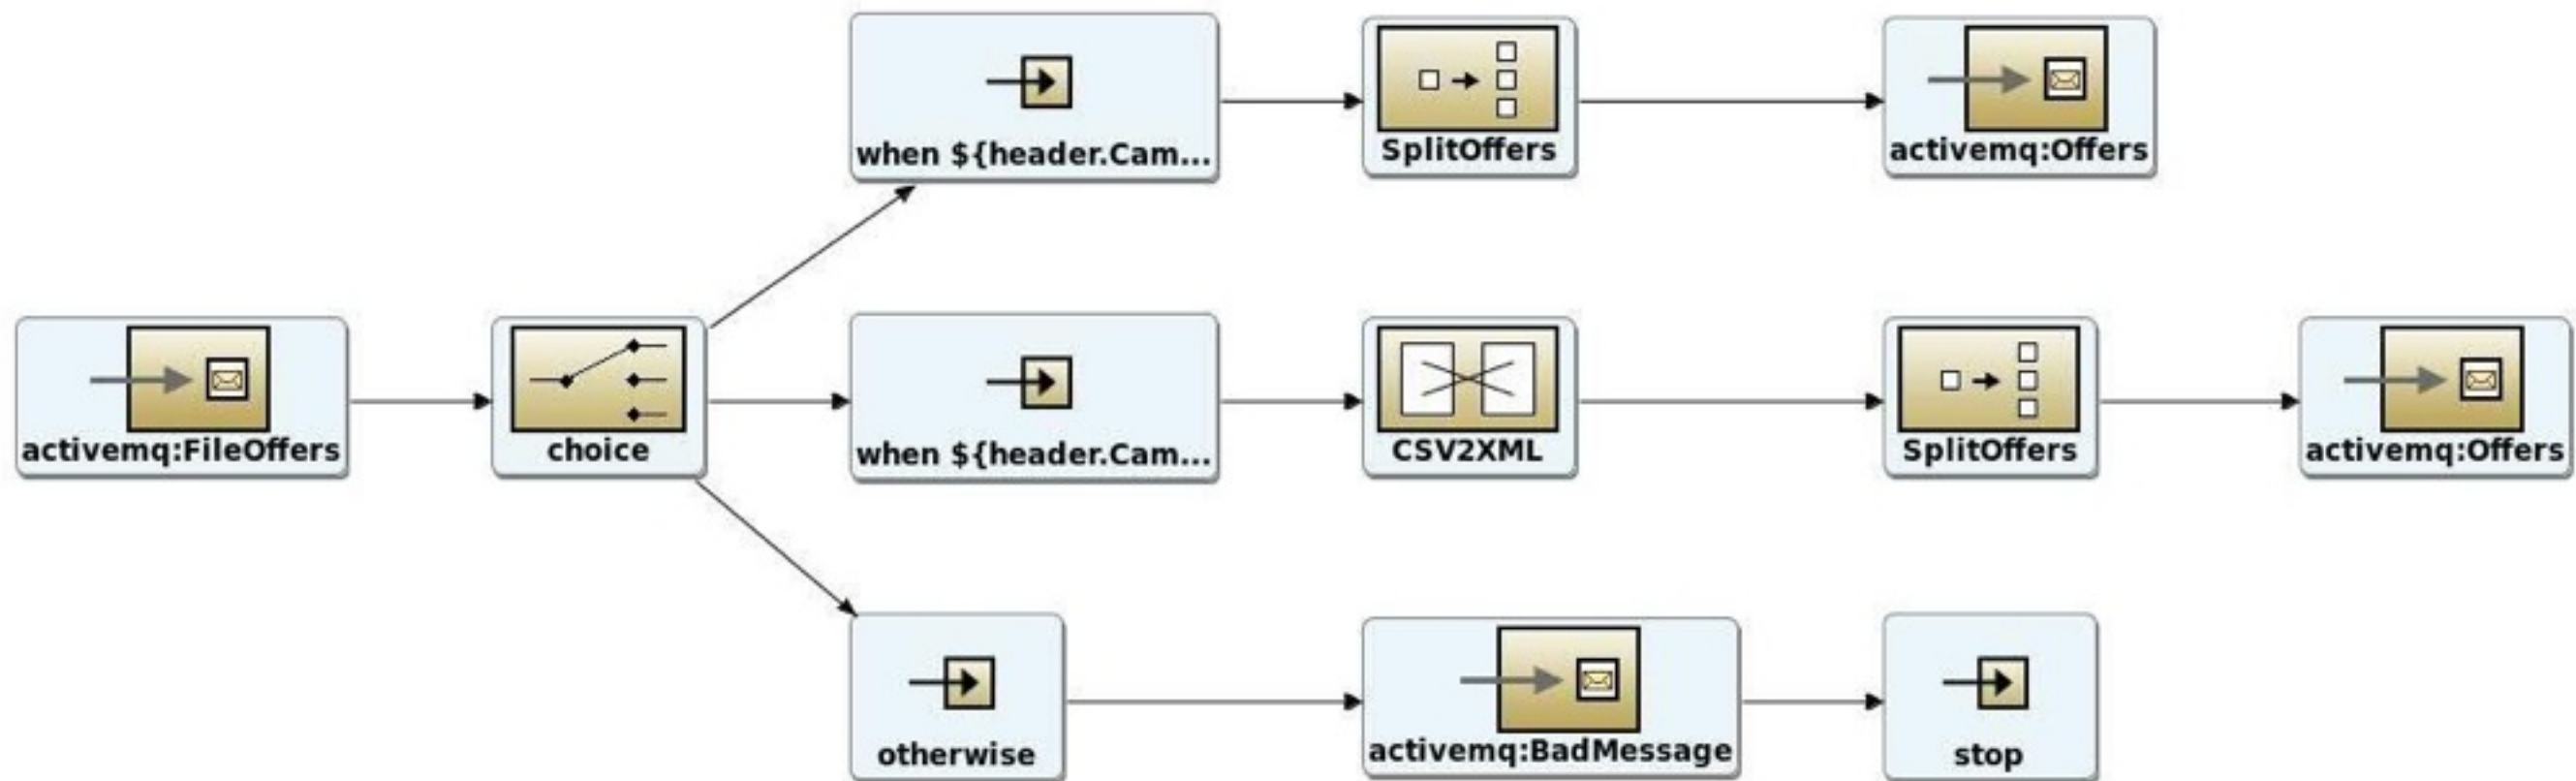 when ${header.Cam...
SplitOffers
activemq:Offers
activemq:FileOffers
choice
when ${header.Cam...
CSV2XML
SplitOffers
activemq:Offers
otherwise
activemq:BadMessage
stop